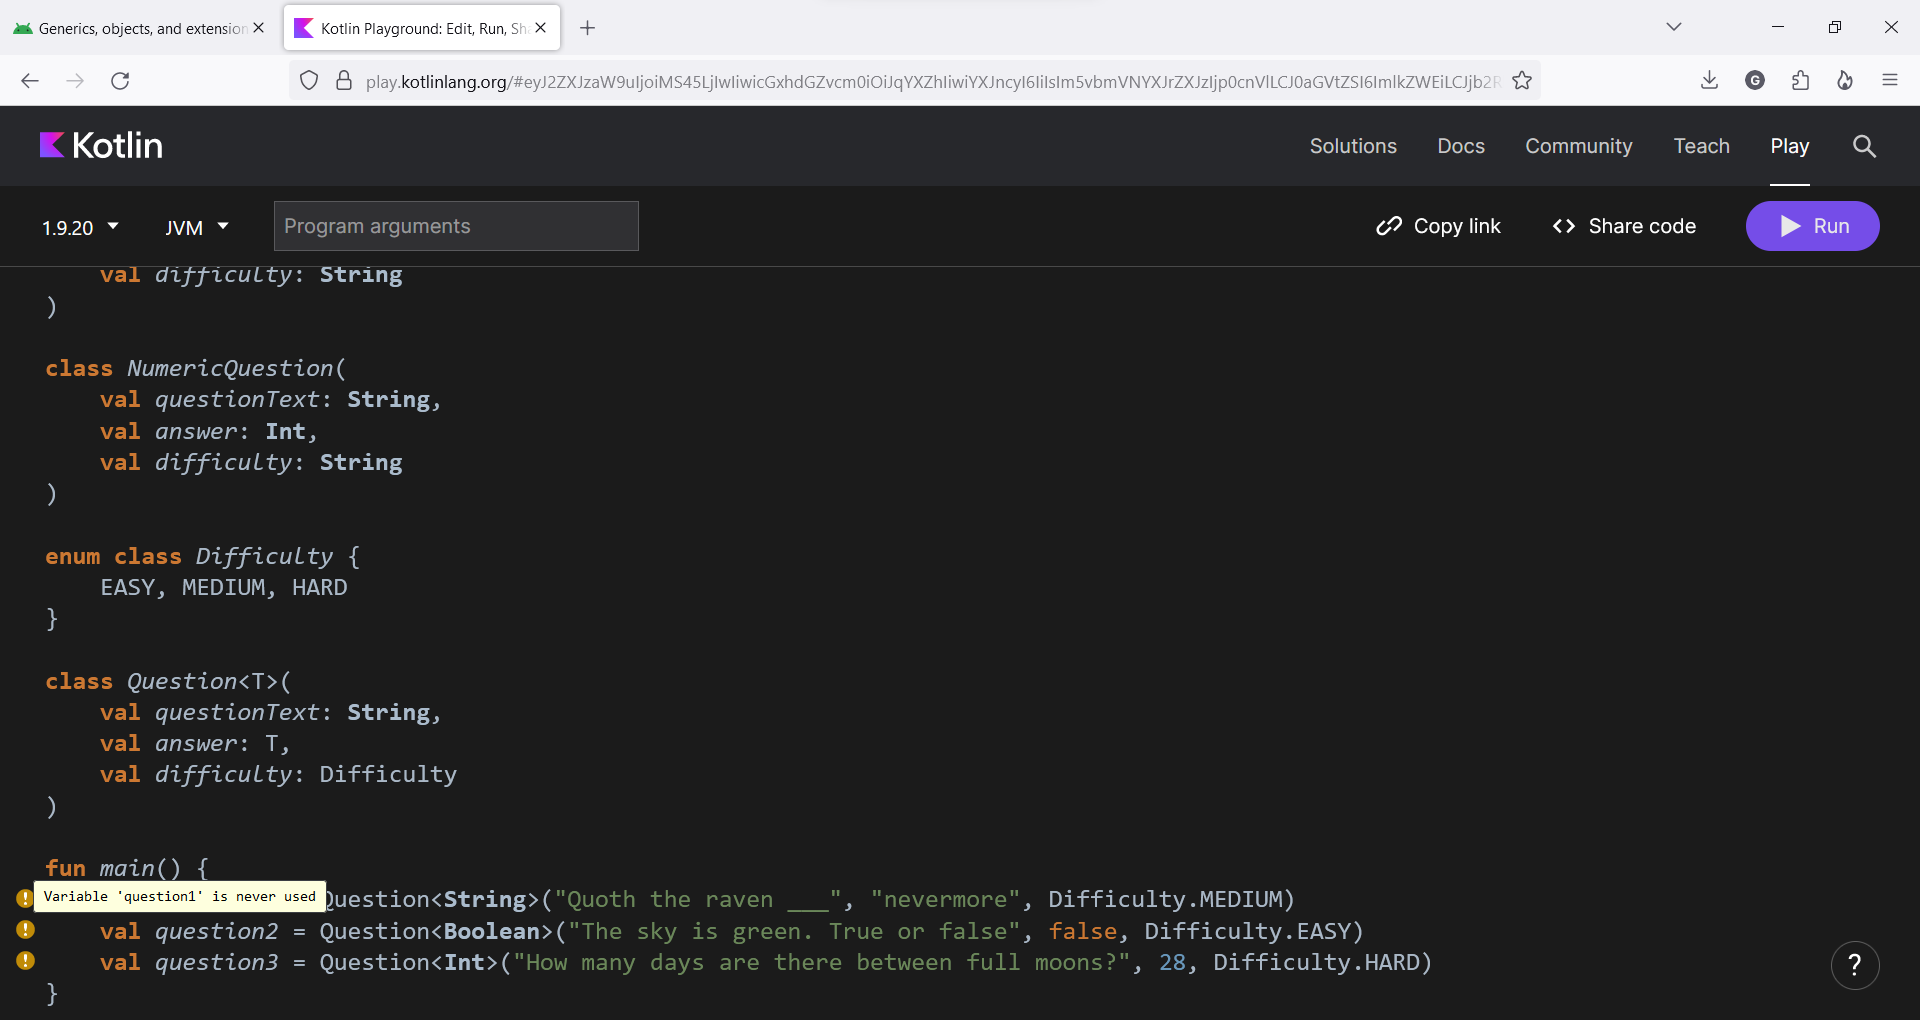 Generics, objects, and extension
Kotlin Playground: Edit, Run, Sh
play.kotlinlang.org/
G
Kotlin
Solutions Docs Community Teach Play
1.9.20 JVM Program arguments Copy link <> Share code Run
val difficulty: String
)
class NumericQuestion(
val questionText: String,
val answer: Int,
val difficulty: String
)
enum class Difficulty {
EASY, MEDIUM, HARD
}
class Question<T>(
val questionText: String,
val answer: T,
val difficulty: Difficulty
)
fun main() {
! Variable 'question1' is never used Question<String>("Quoth the raven ___", "nevermore", Difficulty.MEDIUM)
! val question2 = Question<Boolean>("The sky is green. True or false", false, Difficulty.EASY)
! val question3 = Question<Int>("How many days are there between full moons?", 28, Difficulty.HARD)
}
?